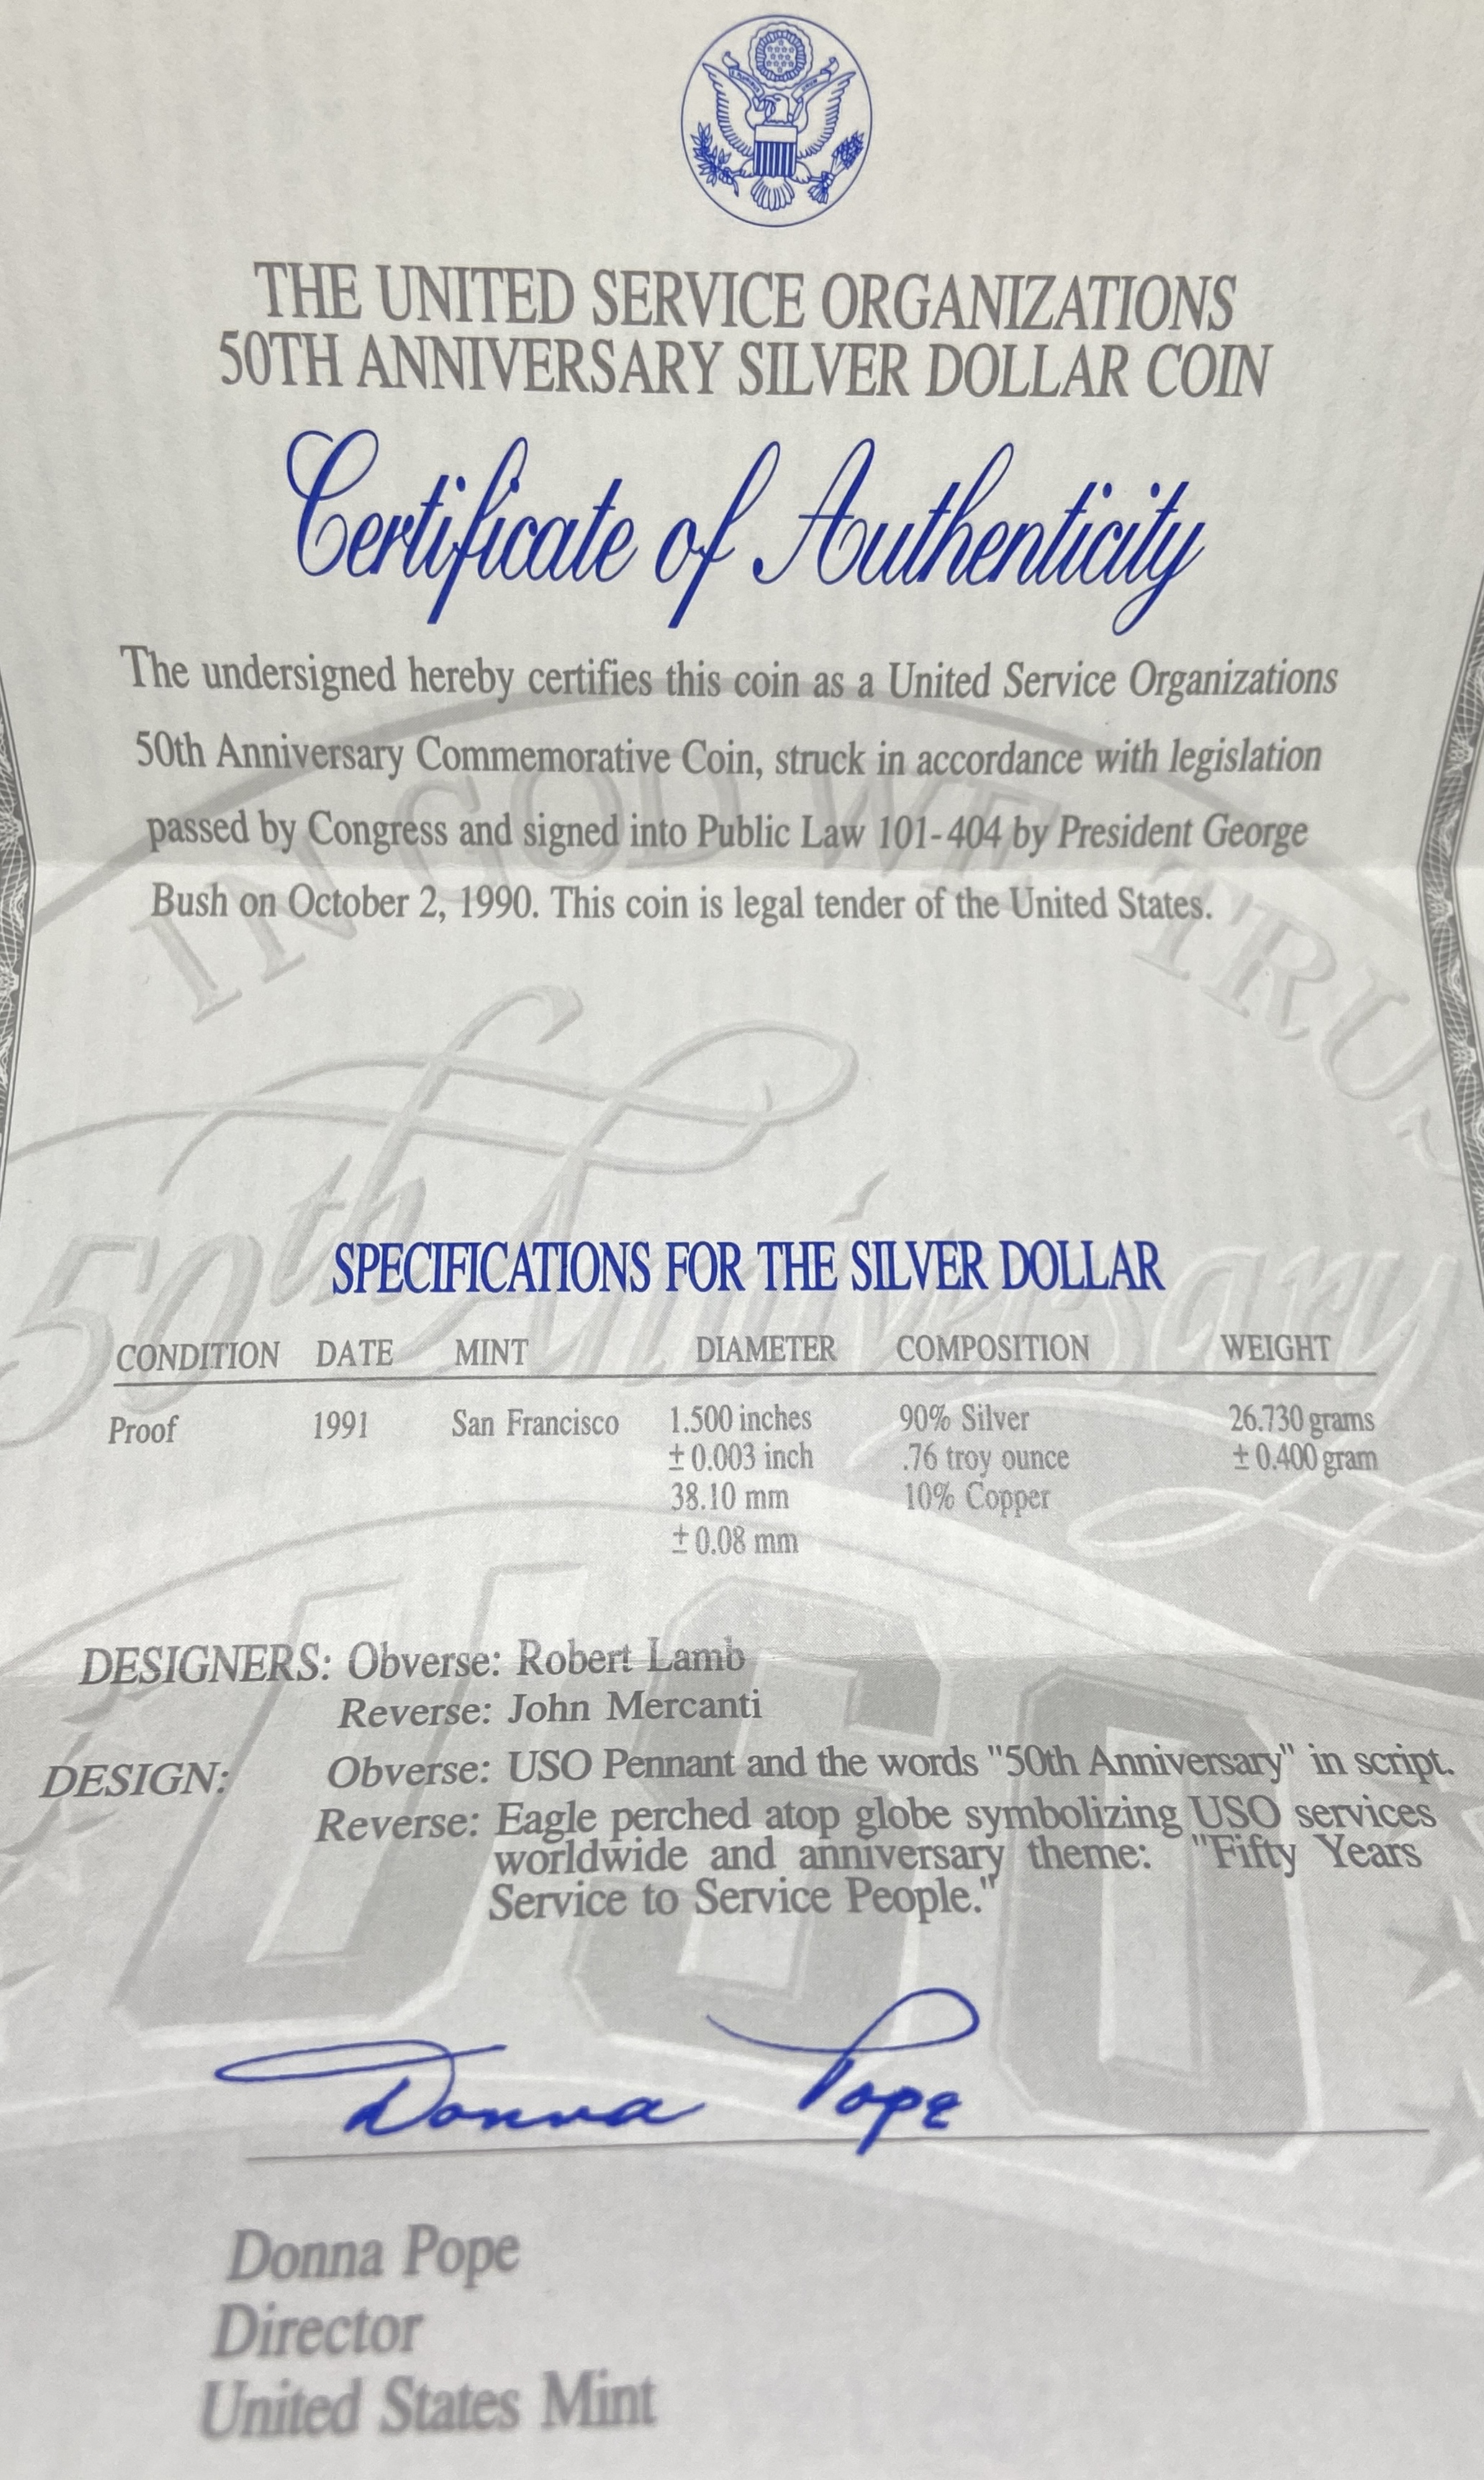 THE UNITED SERVICE ORGANIZATIONS
50TH ANNIVERSARY SILVER DOLLAR COIN
Certificate of Authenticity
The undersigned hereby certifies this coin as a United Service Organizations
50th Anniversary Commemorative Coin, struck in accordance with legislation
passed by Congress and signed into Public Law 101-404 by President George
Bush on October 2, 1990. This coin is legal tender of the United States.
IN GOD WE TRUS
50th Anniversary
SPECIFICATIONS FOR THE SILVER DOLLAR
CONDITION DATE MINT DIAMETER COMPOSITION WEIGHT
Proof 1991 San Francisco 1.500 inches 90% Silver 26.730 grams
± 0.003 inch .76 troy ounce ± 0.400 gram
38.10 mm 10% Copper
± 0.08 mm
USO
DESIGNERS: Obverse: Robert Lamb
Reverse: John Mercanti
DESIGN: Obverse: USO Pennant and the words "50th Anniversary" in script.
Reverse: Eagle perched atop globe symbolizing USO services
worldwide and anniversary theme: "Fifty Years
Service to Service People."
Donna Pope
Donna Pope
Director
United States Mint